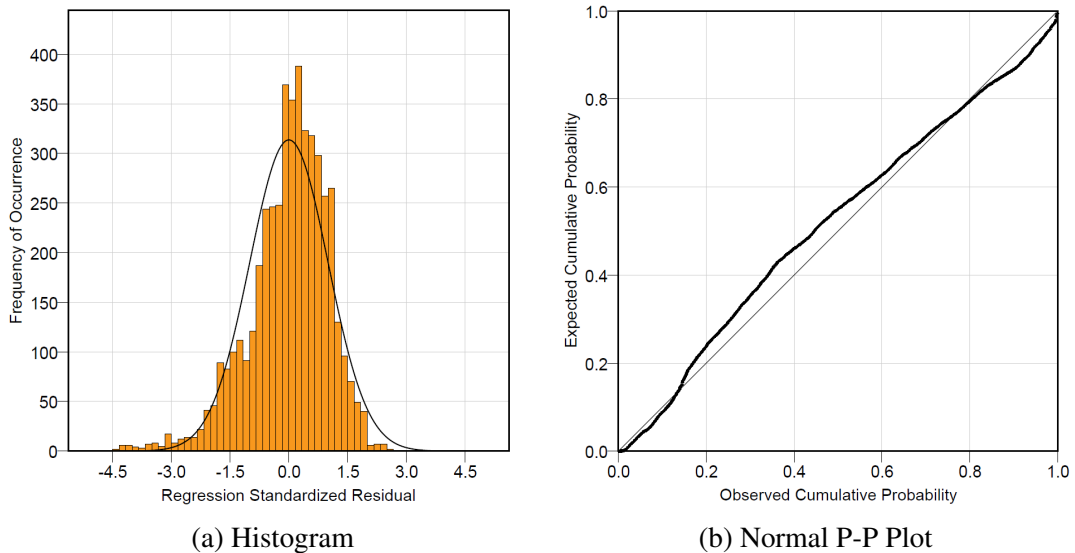 400
350
300
250
200
150
100
50
0
Frequency of Occurrence
-4.5 -3.0 -1.5 0.0 1.5 3.0 4.5
Regression Standardized Residual
(a) Histogram
1.0
0.8
0.6
0.4
0.2
0.0
Expected Cumulative Probability
0.0 0.2 0.4 0.6 0.8 1.0
Observed Cumulative Probability
(b) Normal P-P Plot